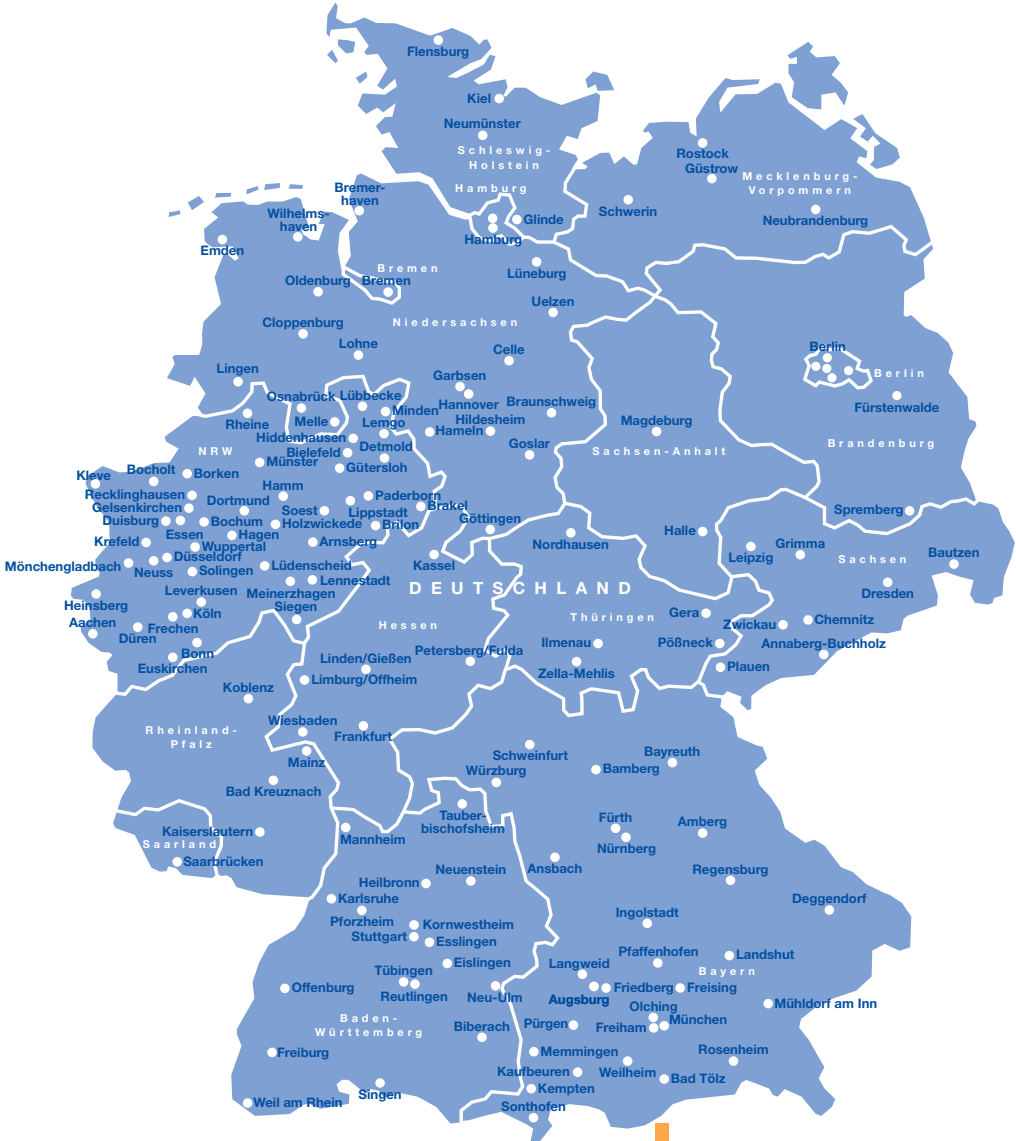 Flensburg
Kiel
Neumünster
Schleswig-
Holstein
Rostock
Güstrow
Mecklenburg-
Vorpommern
Hamburg
Bremer-
haven
Wilhelms-
haven
Schwerin
Glinde
Neubrandenburg
Hamburg
Emden
Bremen
Lüneburg
Oldenburg
Bremen
Uelzen
Cloppenburg
Niedersachsen
Lohne
Celle
Berlin
Berlin
Lingen
Garbsen
Osnabrück
Lübbecke
Hannover
Braunschweig
Fürstenwalde
Minden
Rheine
Melle
Lemgo
Hildesheim
Magdeburg
Hiddenhausen
Hameln
Goslar
Brandenburg
NRW
Bielefeld
Detmold
Sachsen-Anhalt
Münster
Gütersloh
Kleve
Bocholt
Borken
Hamm
Recklinghausen
Dortmund
Paderborn
Gelsenkirchen
Soest
Lippstadt
Brakel
Spremberg
Duisburg
Bochum
Holzwickede
Brilon
Göttingen
Essen
Hagen
Halle
Krefeld
Wuppertal
Arnsberg
Nordhausen
Leipzig
Grimma
Bautzen
Mönchengladbach
Düsseldorf
Lüdenscheid
Kassel
Sachsen
Neuss
Solingen
Lennestadt
DEUTSCHLAND
Leverkusen
Meinerzhagen
Dresden
Heinsberg
Siegen
Köln
Gera
Aachen
Frechen
Hessen
Thüringen
Zwickau
Chemnitz
Düren
Ilmenau
Pößneck
Annaberg-Buchholz
Bonn
Linden/Gießen
Petersberg/Fulda
Euskirchen
Zella-Mehlis
Plauen
Koblenz
Limburg/Offheim
Wiesbaden
Rheinland-
Pfalz
Frankfurt
Schweinfurt
Bayreuth
Mainz
Würzburg
Bamberg
Bad Kreuznach
Tauber-
bischofsheim
Fürth
Amberg
Kaiserslautern
Mannheim
Saarland
Nürnberg
Saarbrücken
Neuenstein
Ansbach
Regensburg
Heilbronn
Karlsruhe
Deggendorf
Pforzheim
Kornwestheim
Ingolstadt
Stuttgart
Esslingen
Pfaffenhofen
Landshut
Eislingen
Langweid
Tübingen
Bayern
Offenburg
Reutlingen
Neu-Ulm
Augsburg
Friedberg
Freising
Olching
Mühldorf am Inn
Baden-
Württemberg
Biberach
Pürgen
Freiham
München
Freiburg
Memmingen
Rosenheim
Kaufbeuren
Weilheim
Bad Tölz
Singen
Kempten
Weil am Rhein
Sonthofen